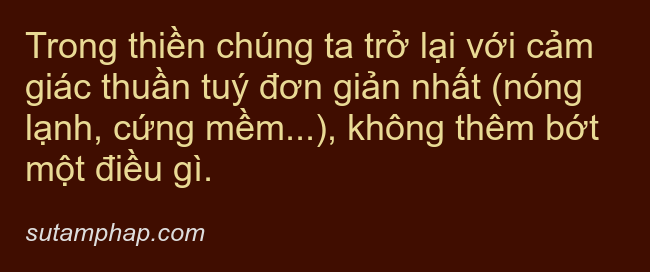 Trong thiền chúng ta trở lại với cảm
giác thuần tuý đơn giản nhất (nóng
lạnh, cứng mềm...), không thêm bớt
một điều gì.
sutamphap.com